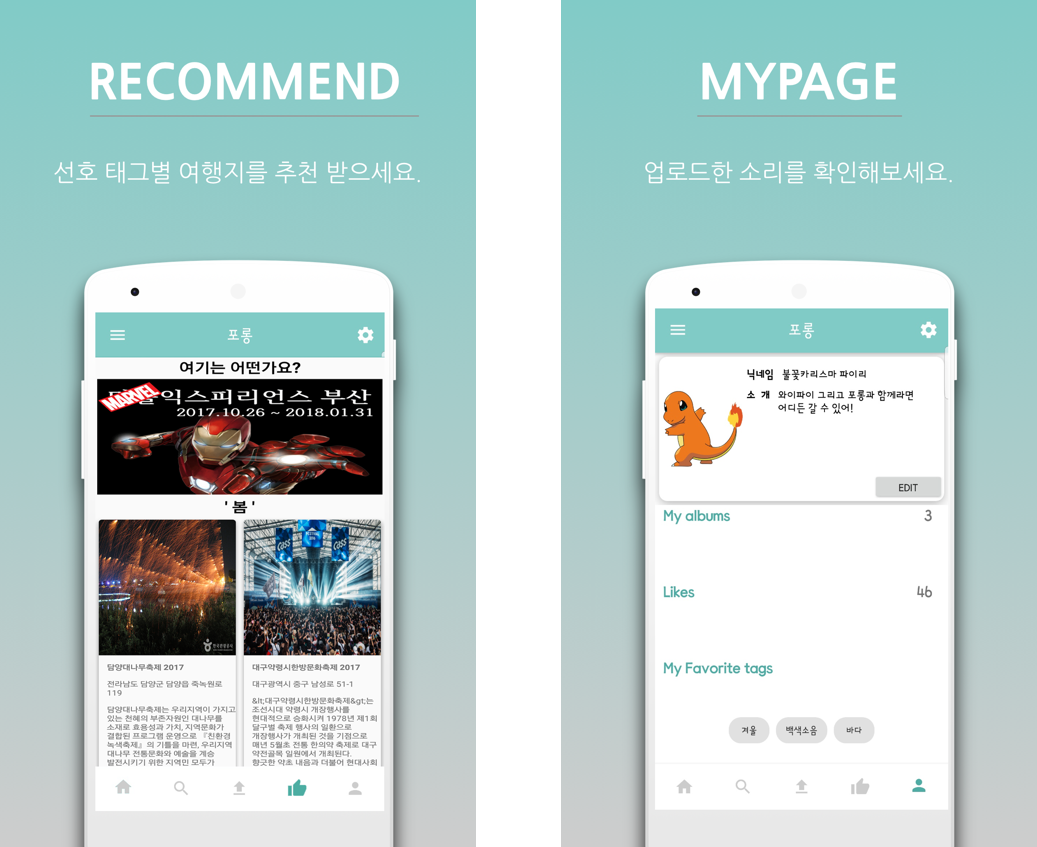 RECOMMEND
선호 태그별 여행지를 추천 받으세요.
포롱
여기는 어떤가요?
MARVEL
익스피리언스 부산
2017.10.26 ~ 2018.01.31
' 봄 '
담양대나무축제 2017
전라남도 담양군 담양읍 죽녹원로
119
담양대나무축제는 우리지역이 가지고
있는 천혜의 부존자원인 대나무를
소재로 효용성과 가치, 지역문화가
결합된 프로그램 운영으로 『친환경
녹색축제』의 기틀을 마련, 우리지역
대나무 전통문화와 예술을 계승
발전시키기 위한 지역민 모두가
Cass
Cass
대구약령시한방문화축제 2017
대구광역시 중구 남성로 51-1
&lt;대구약령시한방문화축제&gt;는
조선시대 약령시 개장행사를
현대적으로 승화시켜 1978년 제1회
달구벌 축제 행사의 일환으로
개장행사가 개최된 것을 기점으로
매년 5월초 전통 한의약 축제로 대구
약전골목 일원에서 개최된다.
향긋한 약초 내음과 더불어 현대사회
MYPAGE
업로드한 소리를 확인해보세요.
포롱
닉네임 불꽃카리스마 파이리
소 개 와이파이 그리고 포롱과 함께라면
어디든 갈 수 있어!
EDIT
My albums 3
Likes 46
My Favorite tags
겨울 백색소음 바다